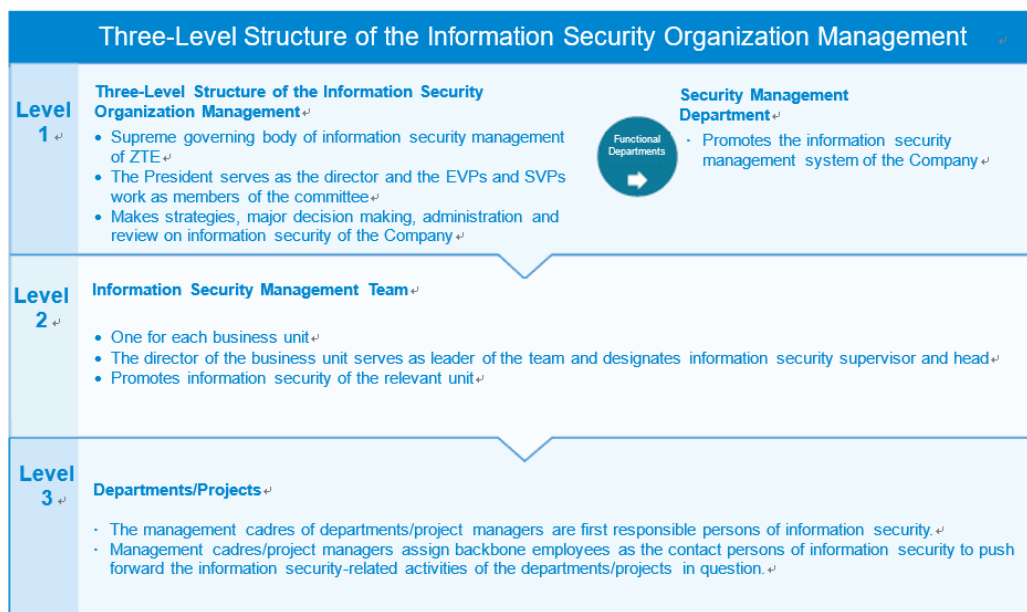 Three-Level Structure of the Information Security Organization Management
Level
1
Three-Level Structure of the Information Security
Organization Management
• Supreme governing body of information security management
of ZTE
• The President serves as the director and the EVPs and SVPs
work as members of the committee
• Makes strategies, major decision making, administration and
review on information security of the Company
Functional
Departments
Security Management
Department
· Promotes the information security
management system of the Company
Level
2
Information Security Management Team
• One for each business unit
• The director of the business unit serves as leader of the team and designates information security supervisor and head
• Promotes information security of the relevant unit
Level
3
Departments/Projects
· The management cadres of departments/project managers are first responsible persons of information security.
· Management cadres/project managers assign backbone employees as the contact persons of information security to push
forward the information security-related activities of the departments/projects in question.